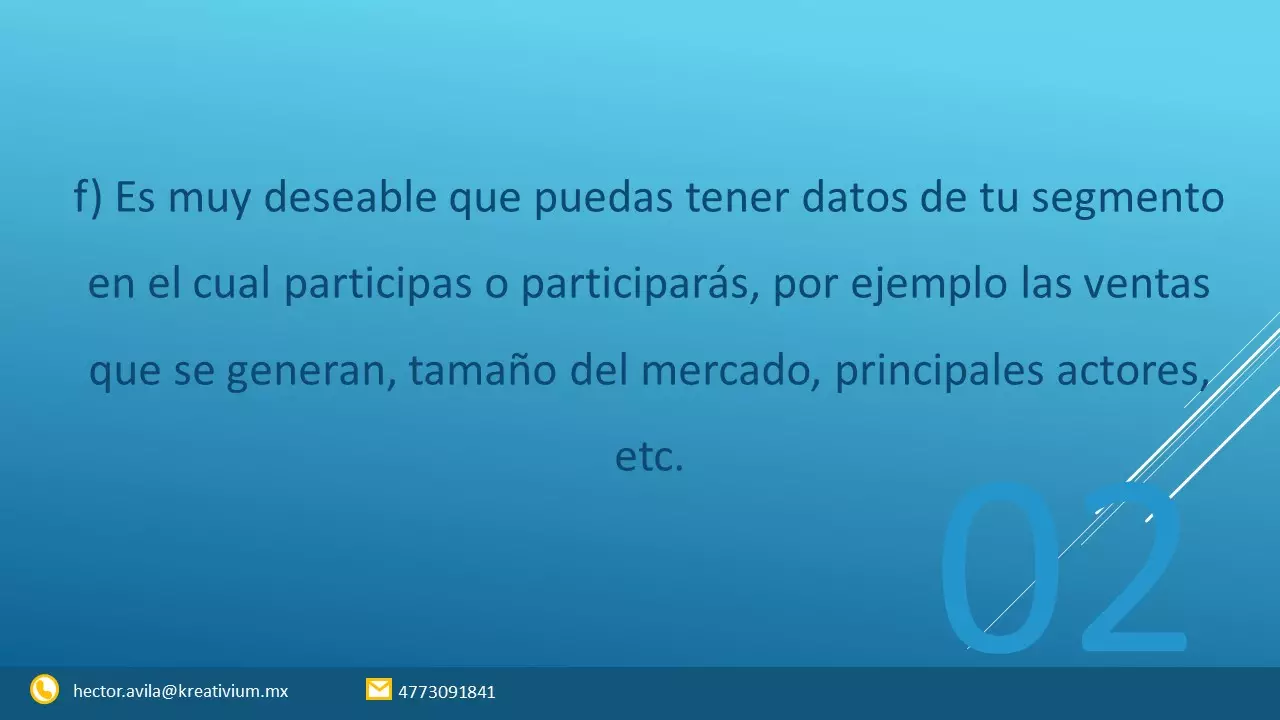 f) Es muy deseable que puedas tener datos de tu segmento
en el cual participas o participarás, por ejemplo las ventas
que se generan, tamaño del mercado, principales actores,
etc.
02
hector.avila@kreativium.mx
4773091841